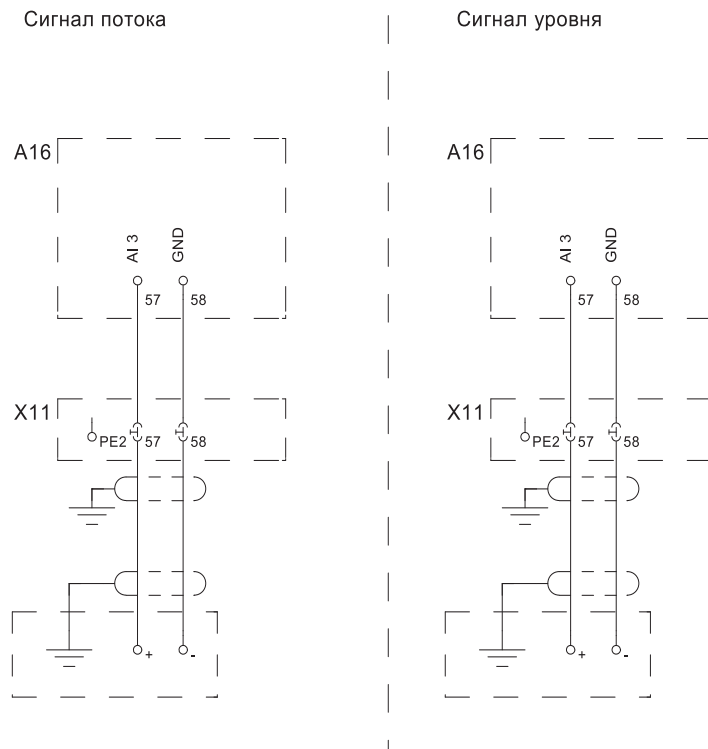 Сигнал потока
A16
AI 3
GND
57
58
X11
PE2
57
58
+
-
Сигнал уровня
A16
AI 3
GND
57
58
X11
PE2
57
58
+
-